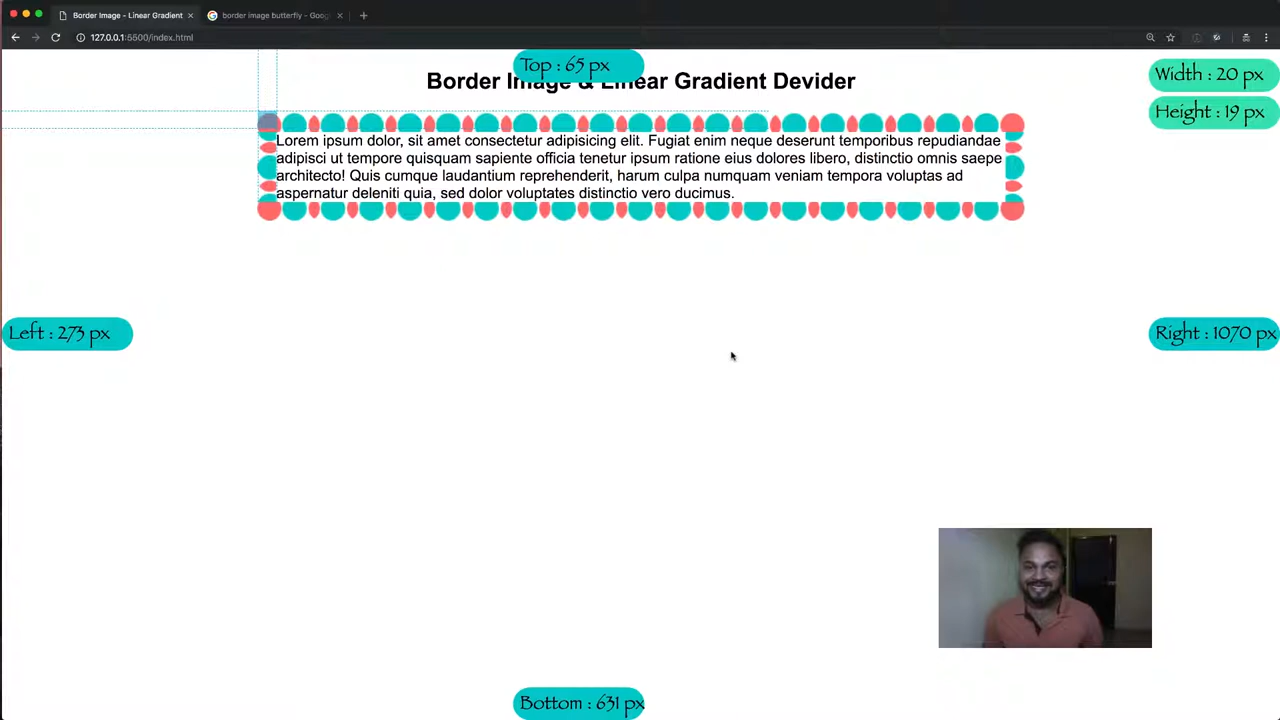 Border Image - Linear Gradient
border image butterfly - Goog
127.0.0.1:5500/index.html
Top : 65 px
Width : 20 px
Border Image & Linear Gradient Devider
Height : 19 px
Lorem ipsum dolor, sit amet consectetur adipisicing elit. Fugiat enim neque deserunt temporibus repudiandae
adipisci ut tempore quisquam sapiente officia tenetur ipsum ratione eius dolores libero, distinctio omnis saepe
architecto! Quis cumque laudantium reprehenderit, harum culpa numquam veniam tempora voluptas ad
aspernatur deleniti quia, sed dolor voluptates distinctio vero ducimus.
Left : 273 px
Right : 1070 px
Bottom : 631 px